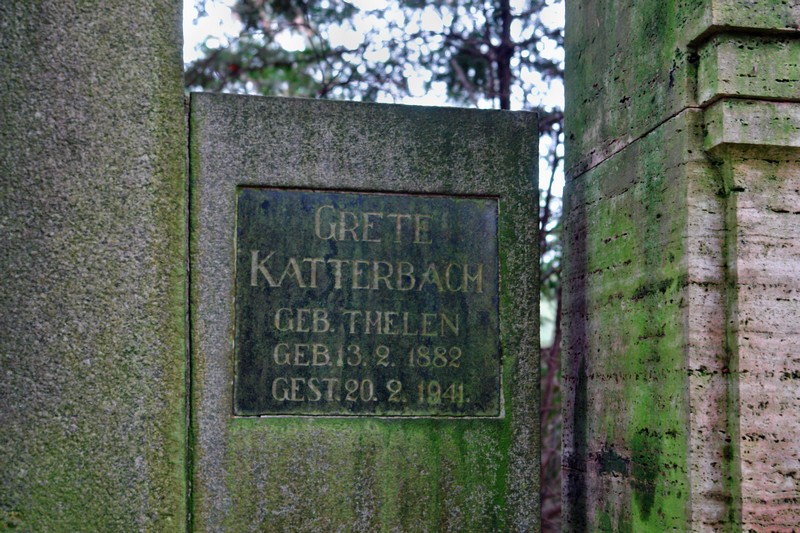 GRETE
KATTERBACH
GEB. THELEN
GEB. 13. 2. 1882
GEST. 20. 2. 1941.